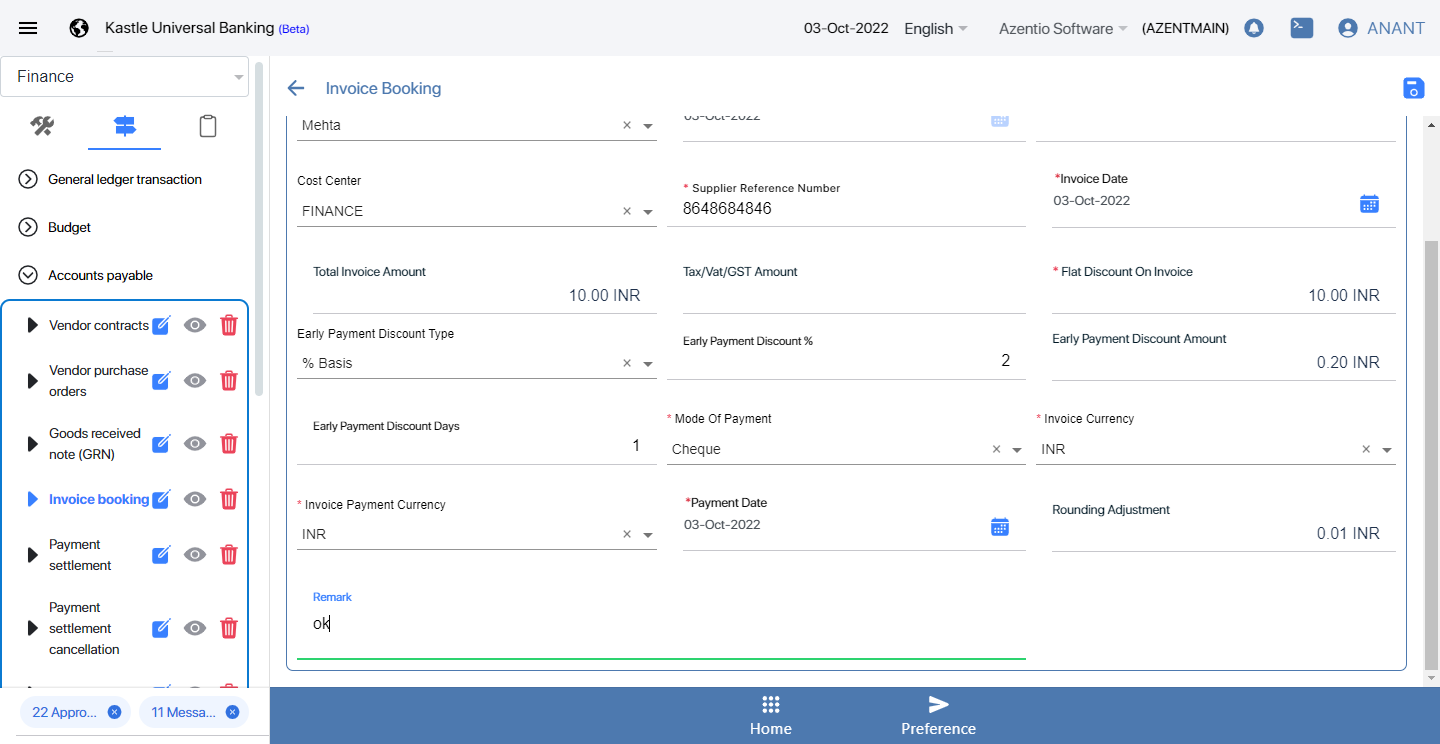 Kastle Universal Banking (Beta)
03-Oct-2022
English
Azentio Software
(AZENTMAIN)
ANANT
Finance
General ledger transaction
Budget
Accounts payable
Vendor contracts
Vendor purchase
orders
Goods received
note (GRN)
Invoice booking
Payment
settlement
Payment
settlement
cancellation
22 Appro...
11 Messa...
Invoice Booking
Mehta
03-Oct-2022
Cost Center
FINANCE
* Supplier Reference Number
8648684846
*Invoice Date
03-Oct-2022
Total Invoice Amount
10.00 INR
Tax/Vat/GST Amount
* Flat Discount On Invoice
10.00 INR
Early Payment Discount Type
% Basis
Early Payment Discount %
2
Early Payment Discount Amount
0.20 INR
Early Payment Discount Days
1
* Mode Of Payment
Cheque
* Invoice Currency
INR
* Invoice Payment Currency
INR
*Payment Date
03-Oct-2022
Rounding Adjustment
0.01 INR
Remark
ok
Home
Preference